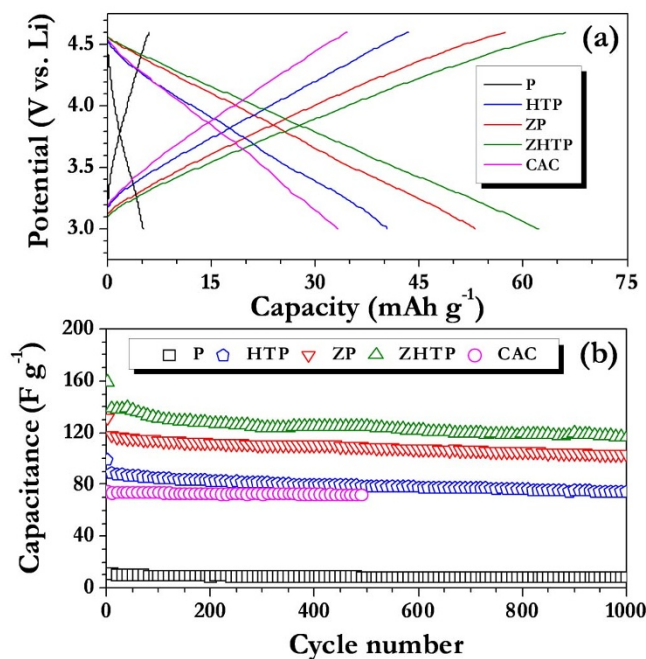 (a)
Potential (V vs. Li)
4.5
4.0
3.5
3.0
P
HTP
ZP
ZHTP
CAC
0 15 30 45 60 75
Capacity (mAh g-1)
(b)
Capacitance (F g-1)
200
160
120
80
40
0
P HTP ZP ZHTP CAC
0 200 400 600 800 1000
Cycle number